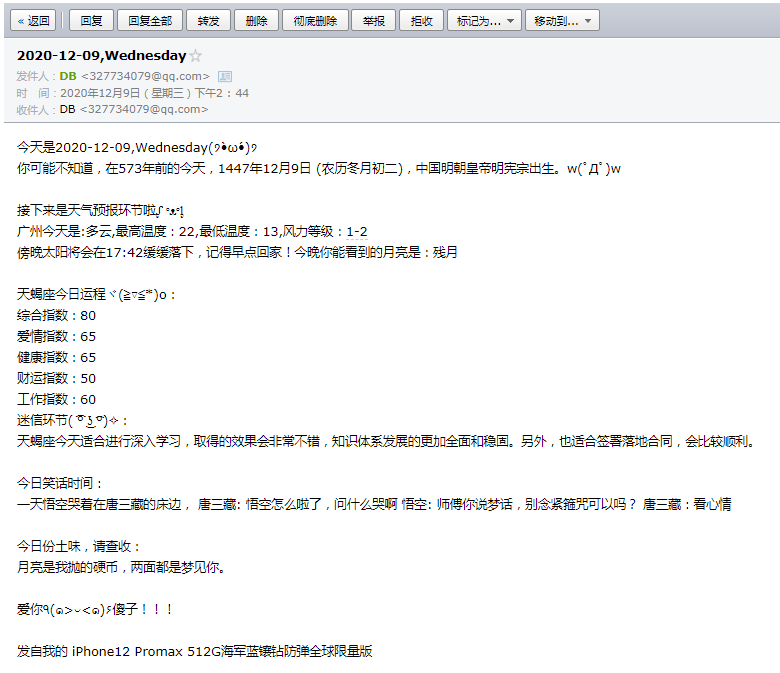 « 返回 回复 回复全部 转发 删除 彻底删除 举报 拒收 标记为... 移动到...
2020-12-09,Wednesday
发件人：DB <327734079@qq.com>
时 间：2020年12月9日（星期三）下午2：44
收件人：DB <327734079@qq.com>
今天是2020-12-09,Wednesday(୨•̀ω•́)୨
你可能不知道，在573年前的今天，1447年12月9日 (农历冬月初二)，中国明朝皇帝明宪宗出生。w(ﾟДﾟ)w
接下来是天气预报环节啦
广州今天是:多云,最高温度：22,最低温度：13,风力等级：1-2
傍晚太阳将会在17:42缓缓落下，记得早点回家！今晚你能看到的月亮是：残月
天蝎座今日运程ヾ(≧▽≦*)o：
综合指数：80
爱情指数：65
健康指数：65
财运指数：50
工作指数：60
迷信环节( ͡° ͜ʖ ͡°)✧：
天蝎座今天适合进行深入学习，取得的效果会非常不错，知识体系发展的更加全面和稳固。另外，也适合签署落地合同，会比较顺利。
今日笑话时间：
一天悟空哭着在唐三藏的床边， 唐三藏: 悟空怎么啦了，问什么哭啊 悟空: 师傅你说梦话，别念紧箍咒可以吗？ 唐三藏：看心情
今日份土味，请查收：
月亮是我抛的硬币，两面都是梦见你。
爱你٩(๑>◡<๑)۶傻子！！！
发自我的 iPhone12 Promax 512G海军蓝镶钻防弹全球限量版